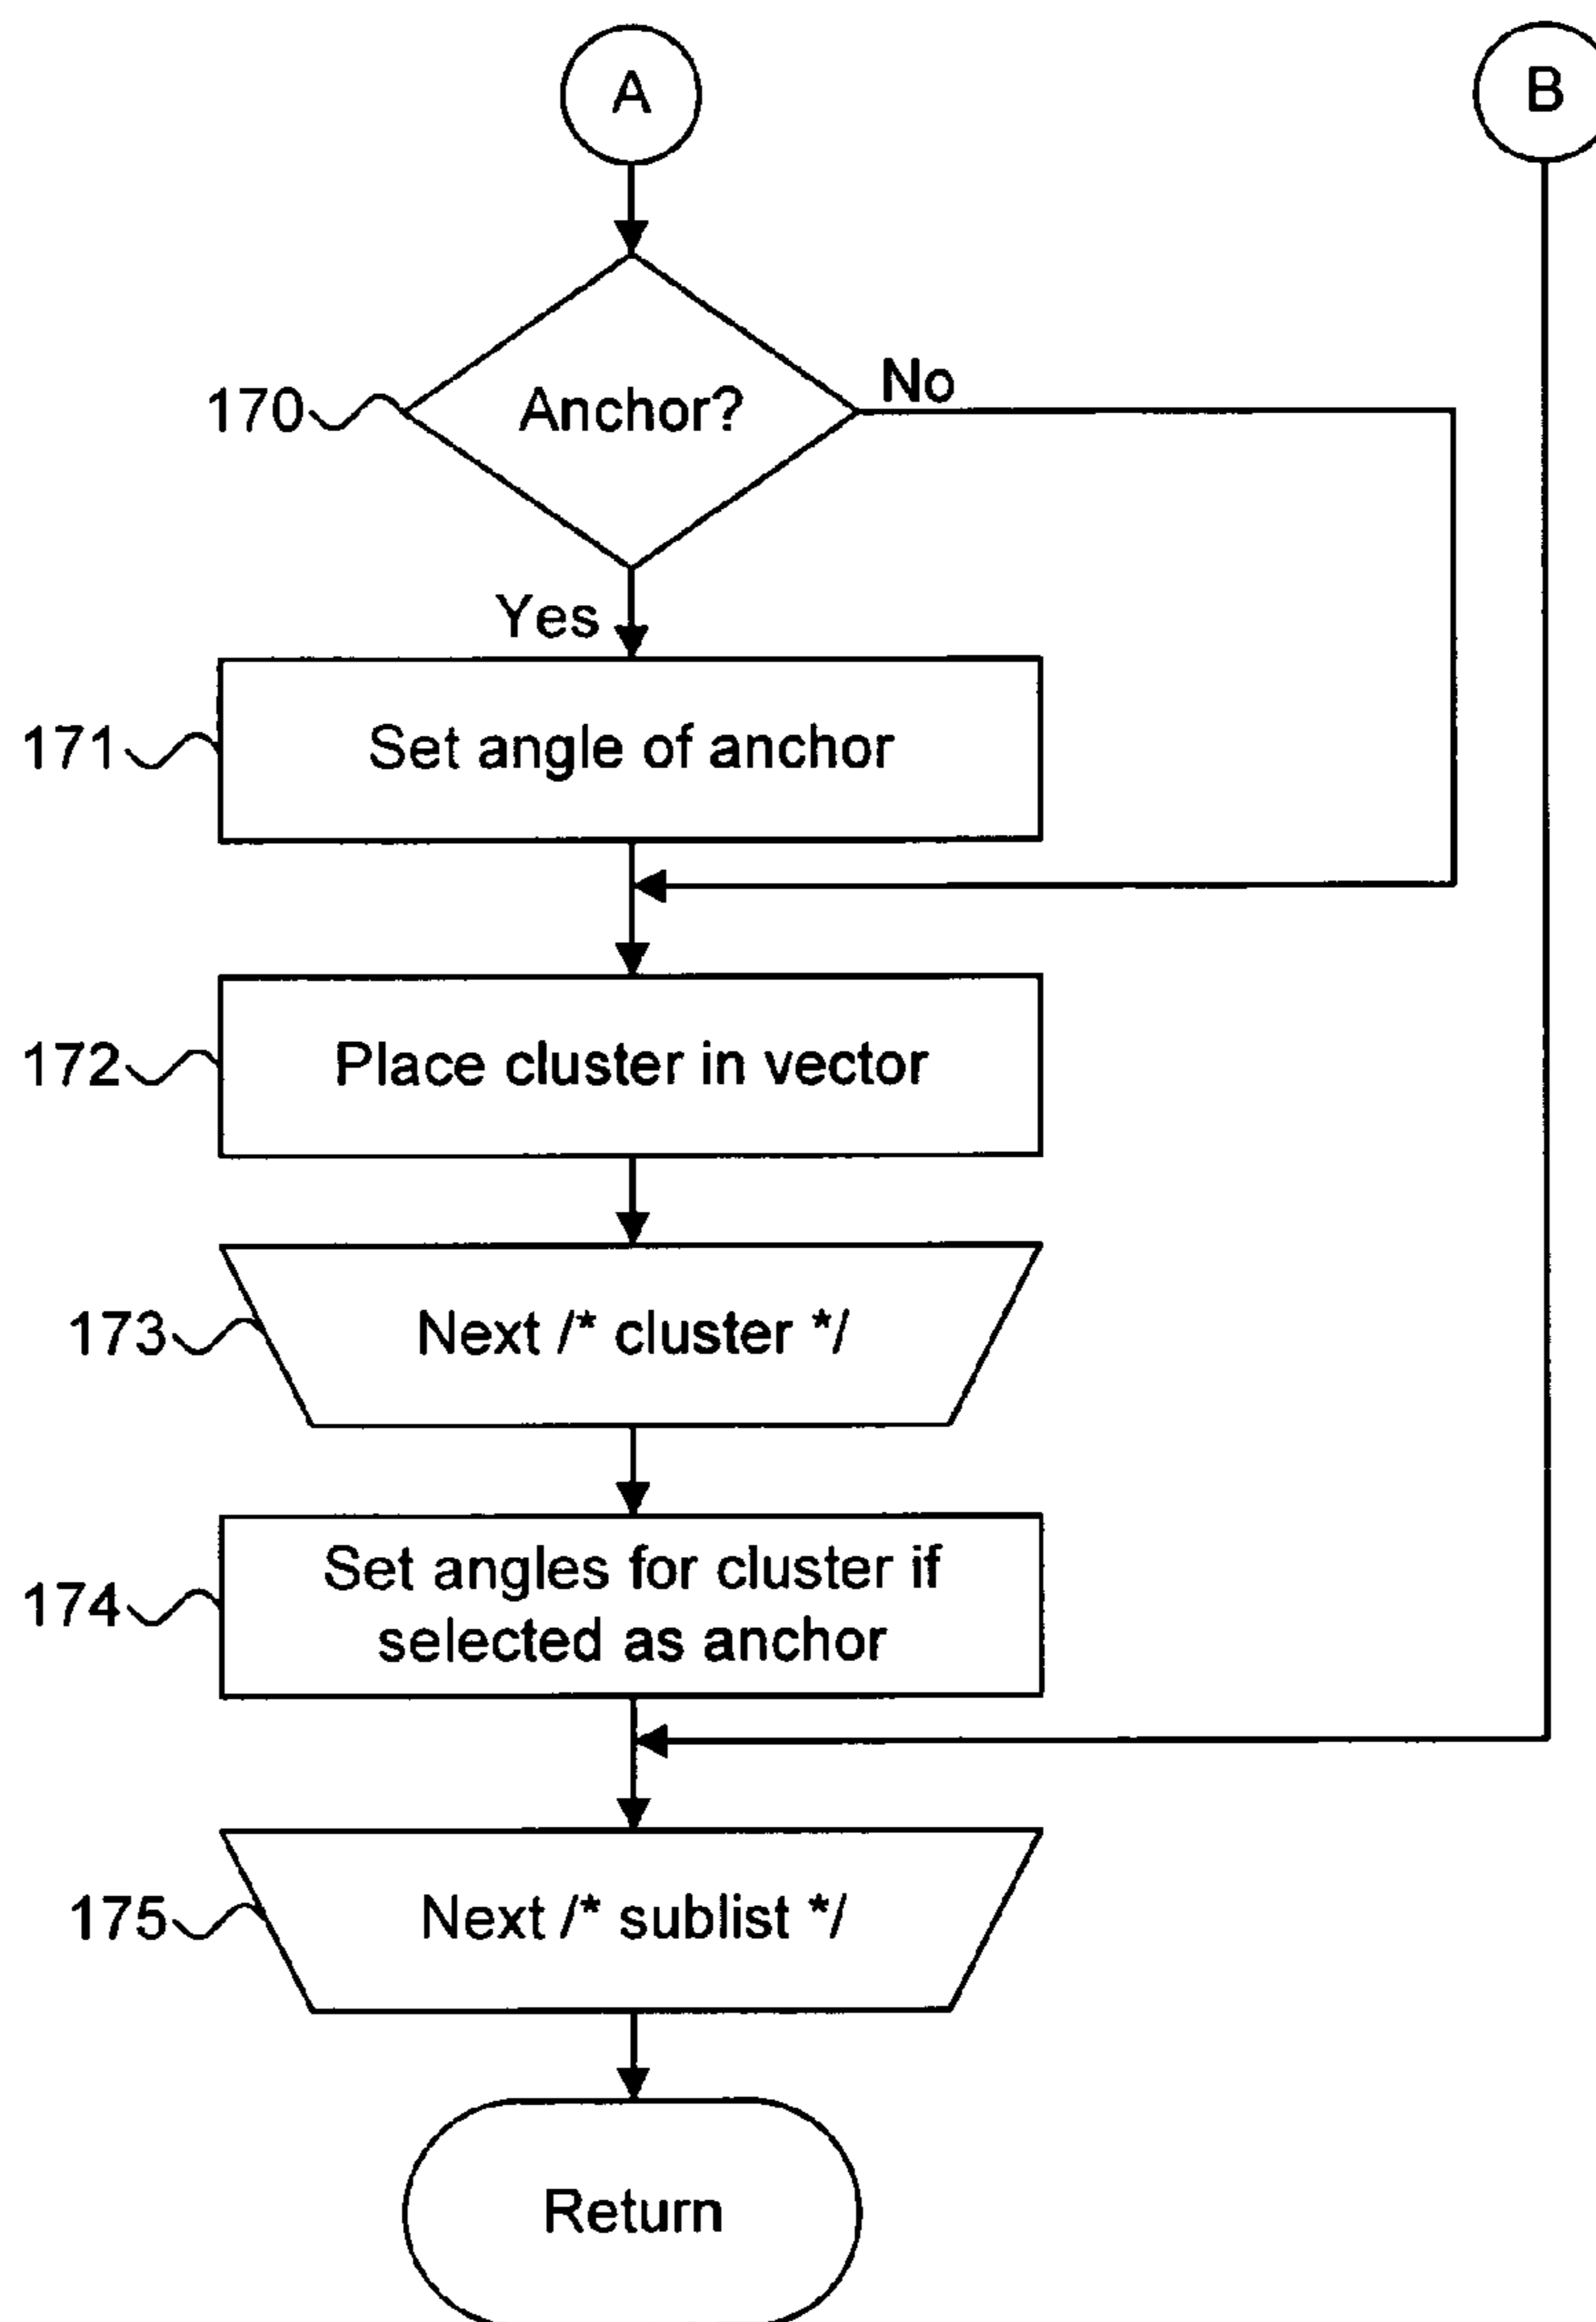 A
B
170
Anchor?
No
Yes
171
Set angle of anchor
172
Place cluster in vector
173
Next /* cluster */
174
Set angles for cluster if
selected as anchor
175
Next /* sublist */
Return